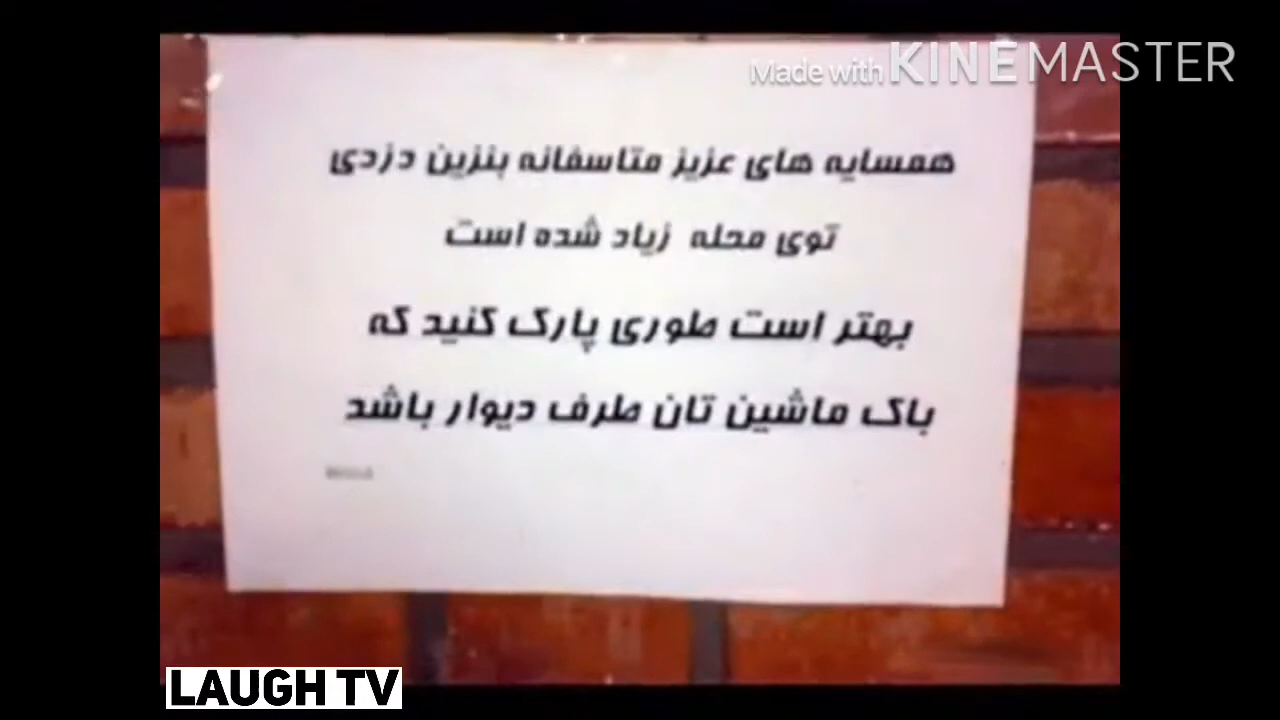 Made with KINEMASTER
همسایه های عزیز متاسفانه بنزین دزدی
توی محله زیاد شده است
بهتر است طوری پارک کنید که
باک ماشین تان طرف دیوار باشد
LAUGH TV